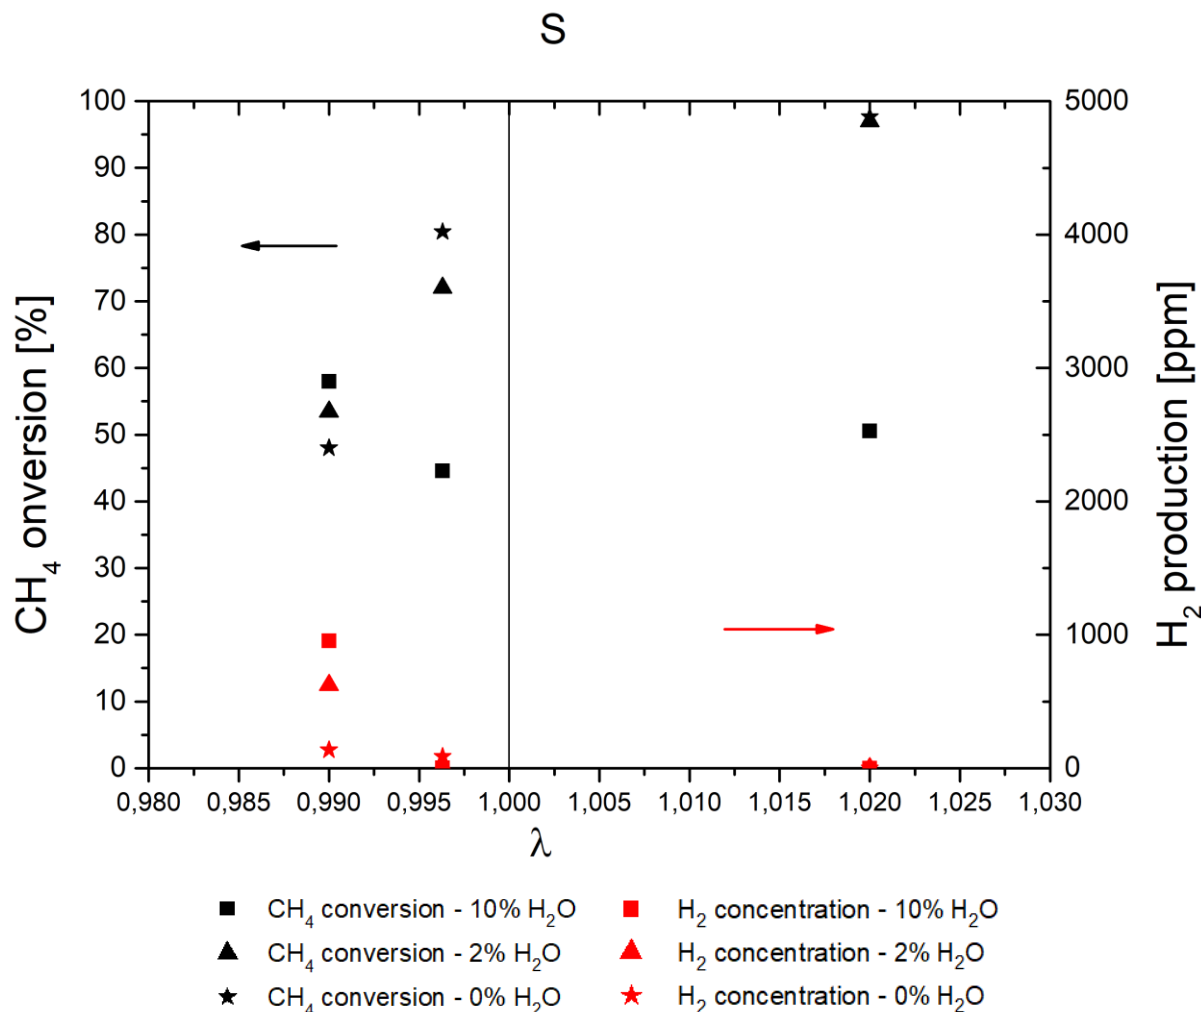 S
100
90
80
70
60
50
40
30
20
10
0
CH₄ onversion [%]
5000
4000
3000
2000
1000
0
H₂ production [ppm]
0,980 0,985 0,990 0,995 1,000 1,005 1,010 1,015 1,020 1,025 1,030
λ
CH₄ conversion - 10% H₂O
H₂ concentration - 10% H₂O
CH₄ conversion - 2% H₂O
H₂ concentration - 2% H₂O
CH₄ conversion - 0% H₂O
H₂ concentration - 0% H₂O